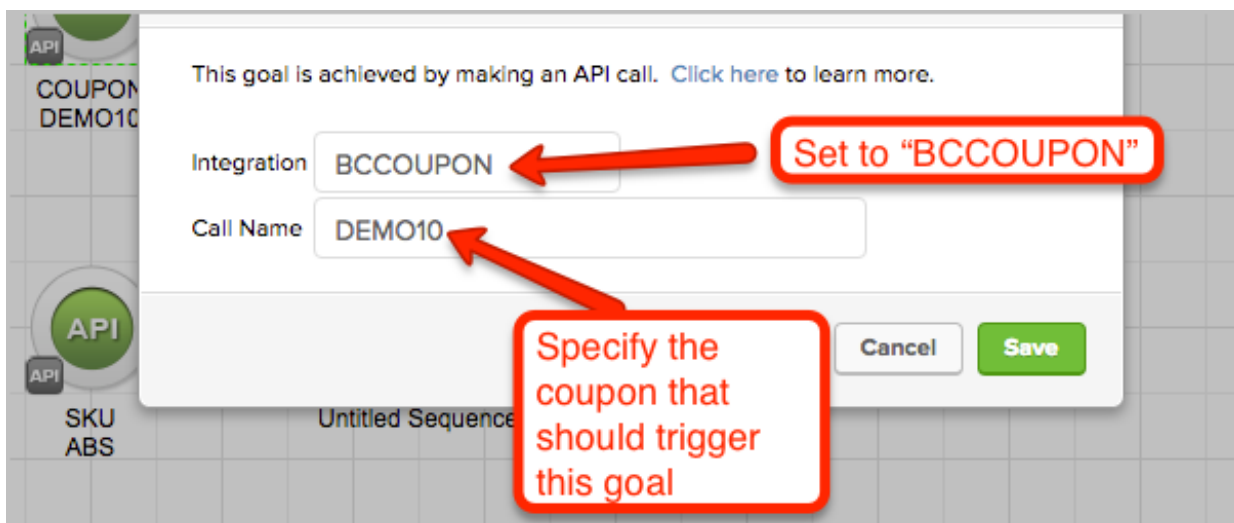 API
COUPON
DEMO10
This goal is achieved by making an API call. Click here to learn more.
Integration
BCCOUPON
Set to “BCCOUPON”
Call Name
DEMO10
API
API
Specify the
coupon that
should trigger
this goal
Cancel
Save
SKU
ABS
Untitled Sequence